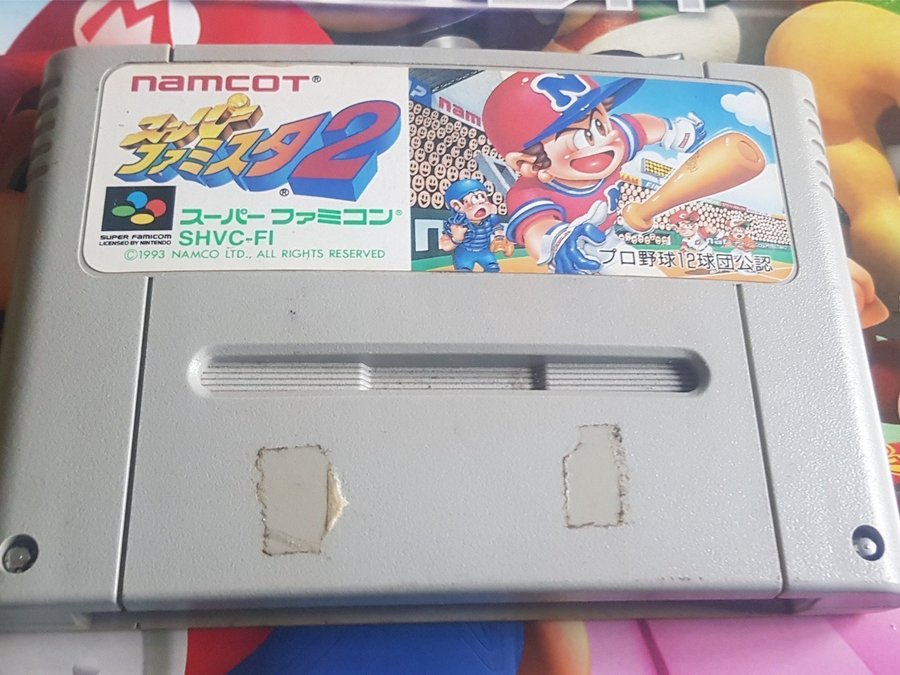 namcoT®
スーパー
ファミスタ2®
SUPER FAMICOM
LICENSED BY NINTENDO
スーパーファミコン®
SHVC-FI
©1993 NAMCO LTD., ALL RIGHTS RESERVED
nam
N
プロ野球12球団公認
M